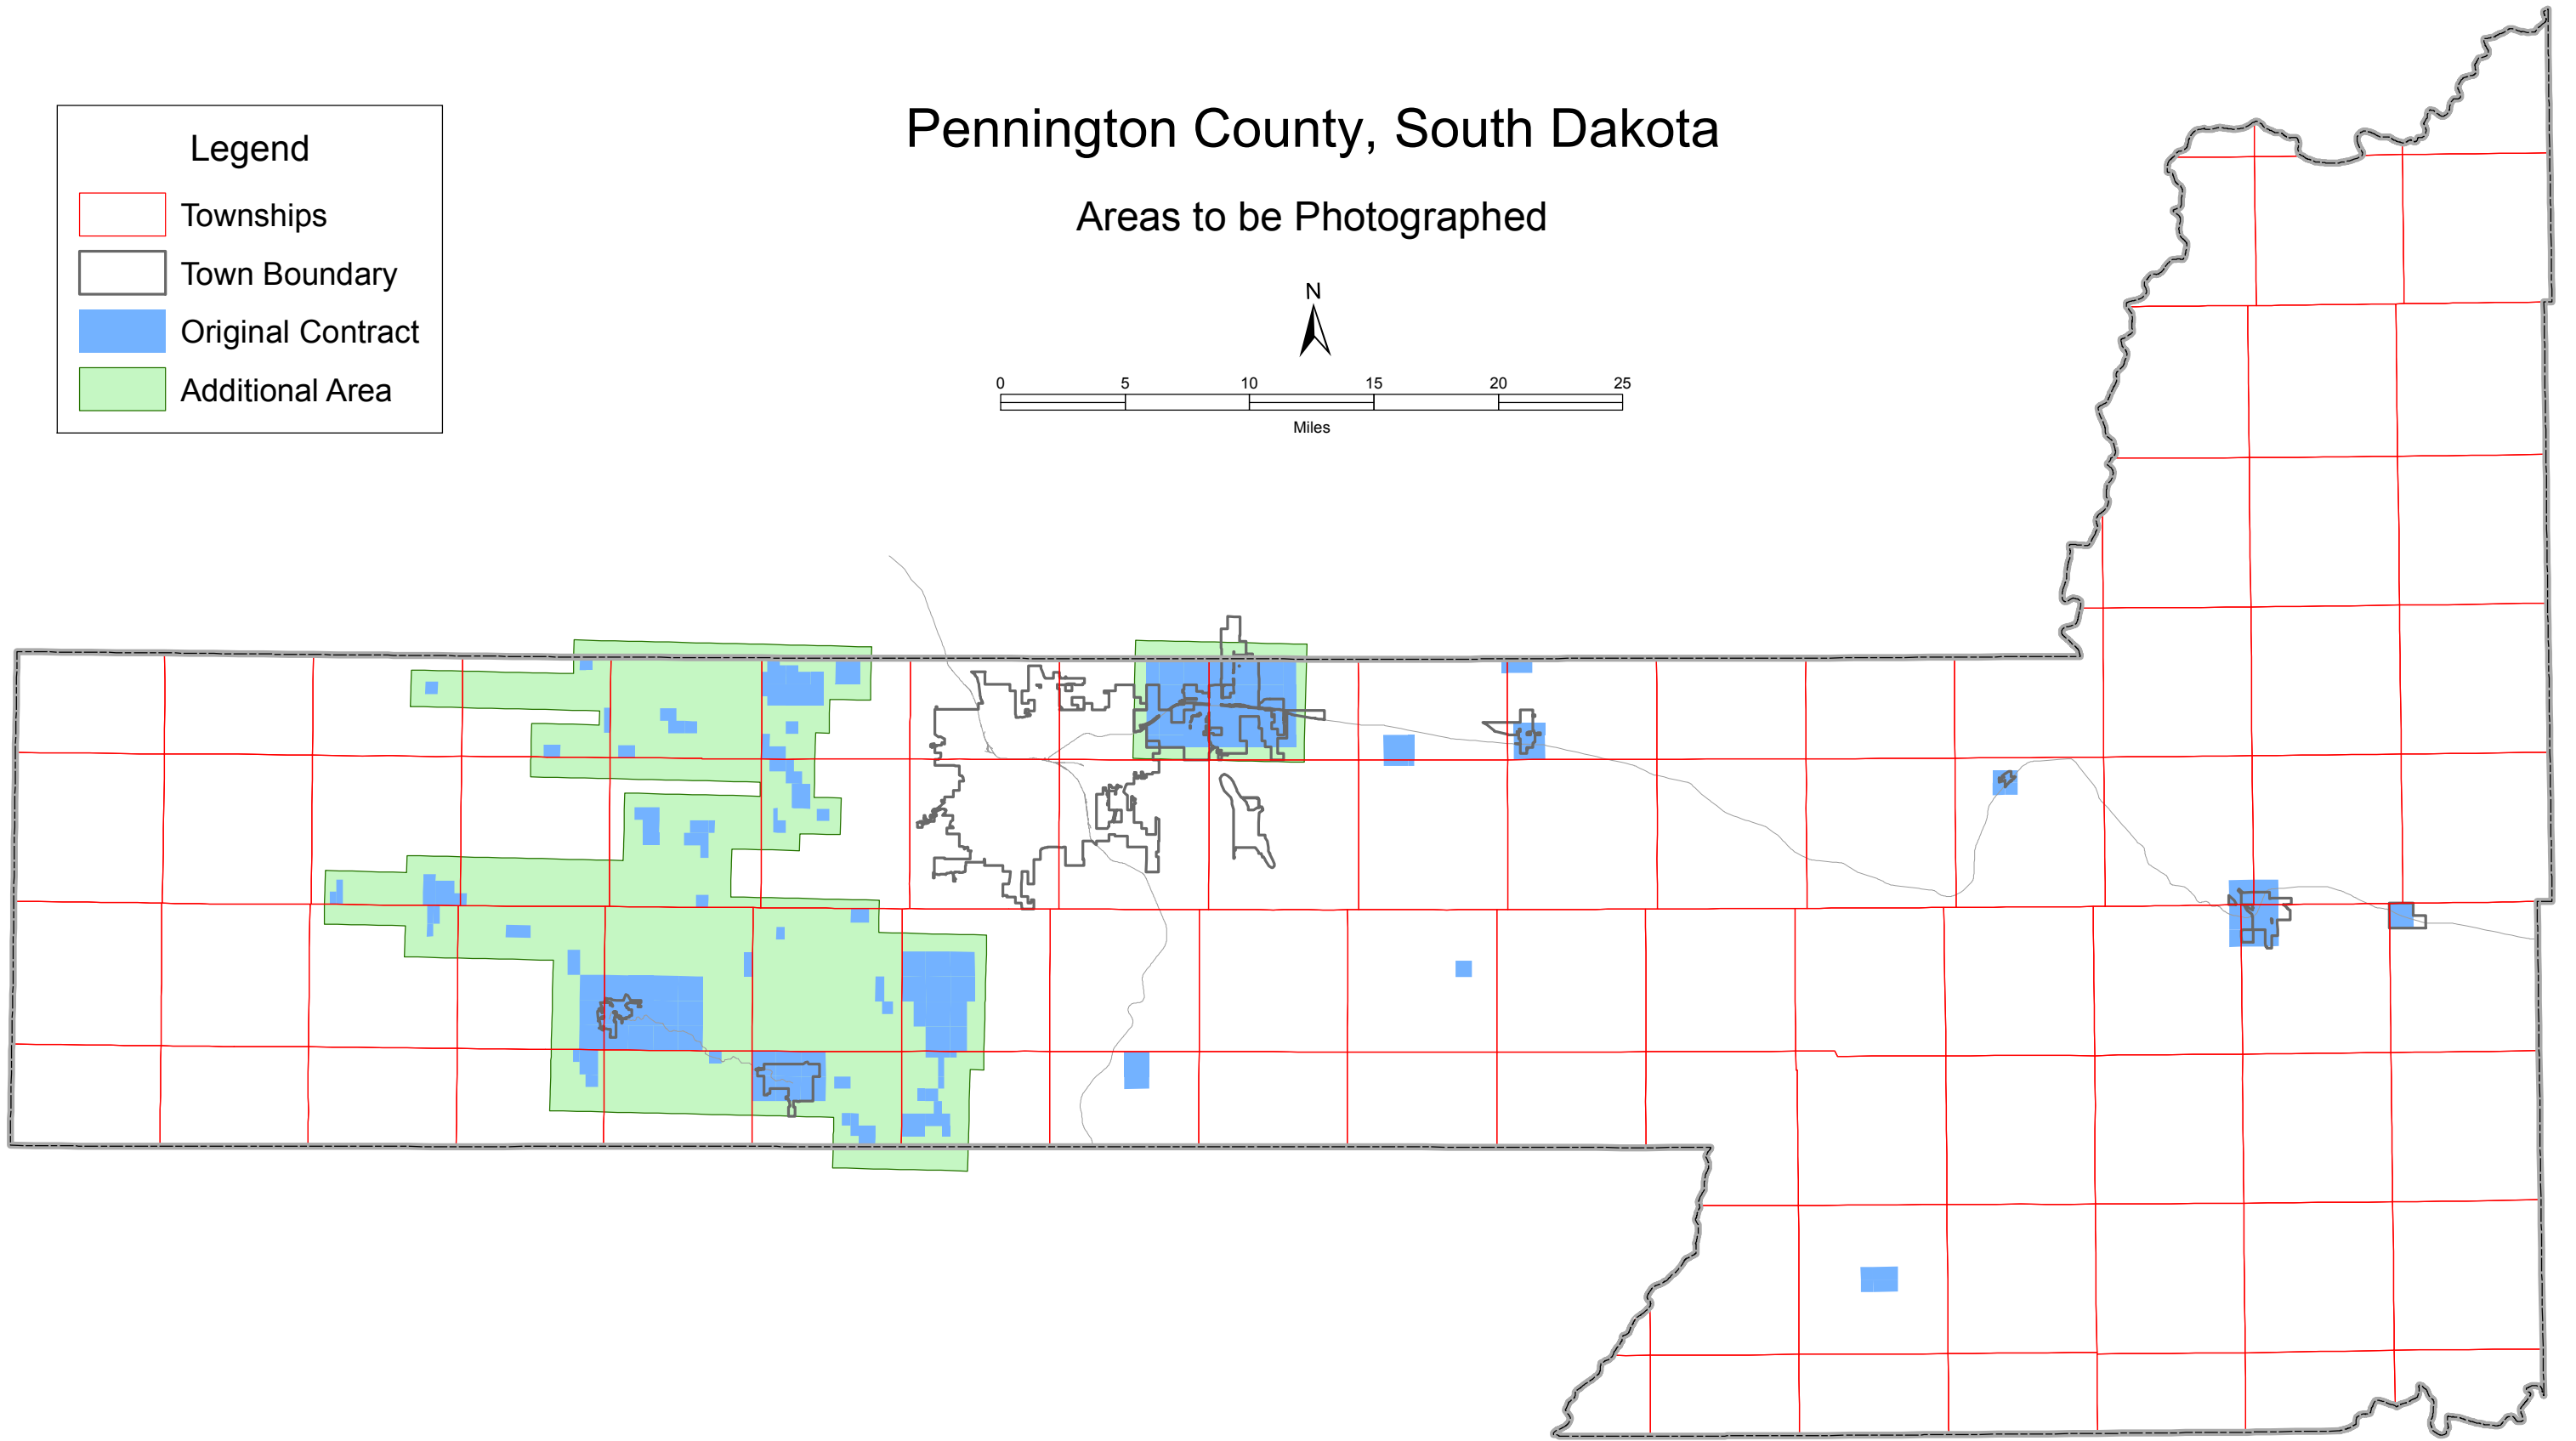 Pennington County, South Dakota
Areas to be Photographed
Legend
Townships
Town Boundary
Original Contract
Additional Area
N
0 5 10 15 20 25
Miles